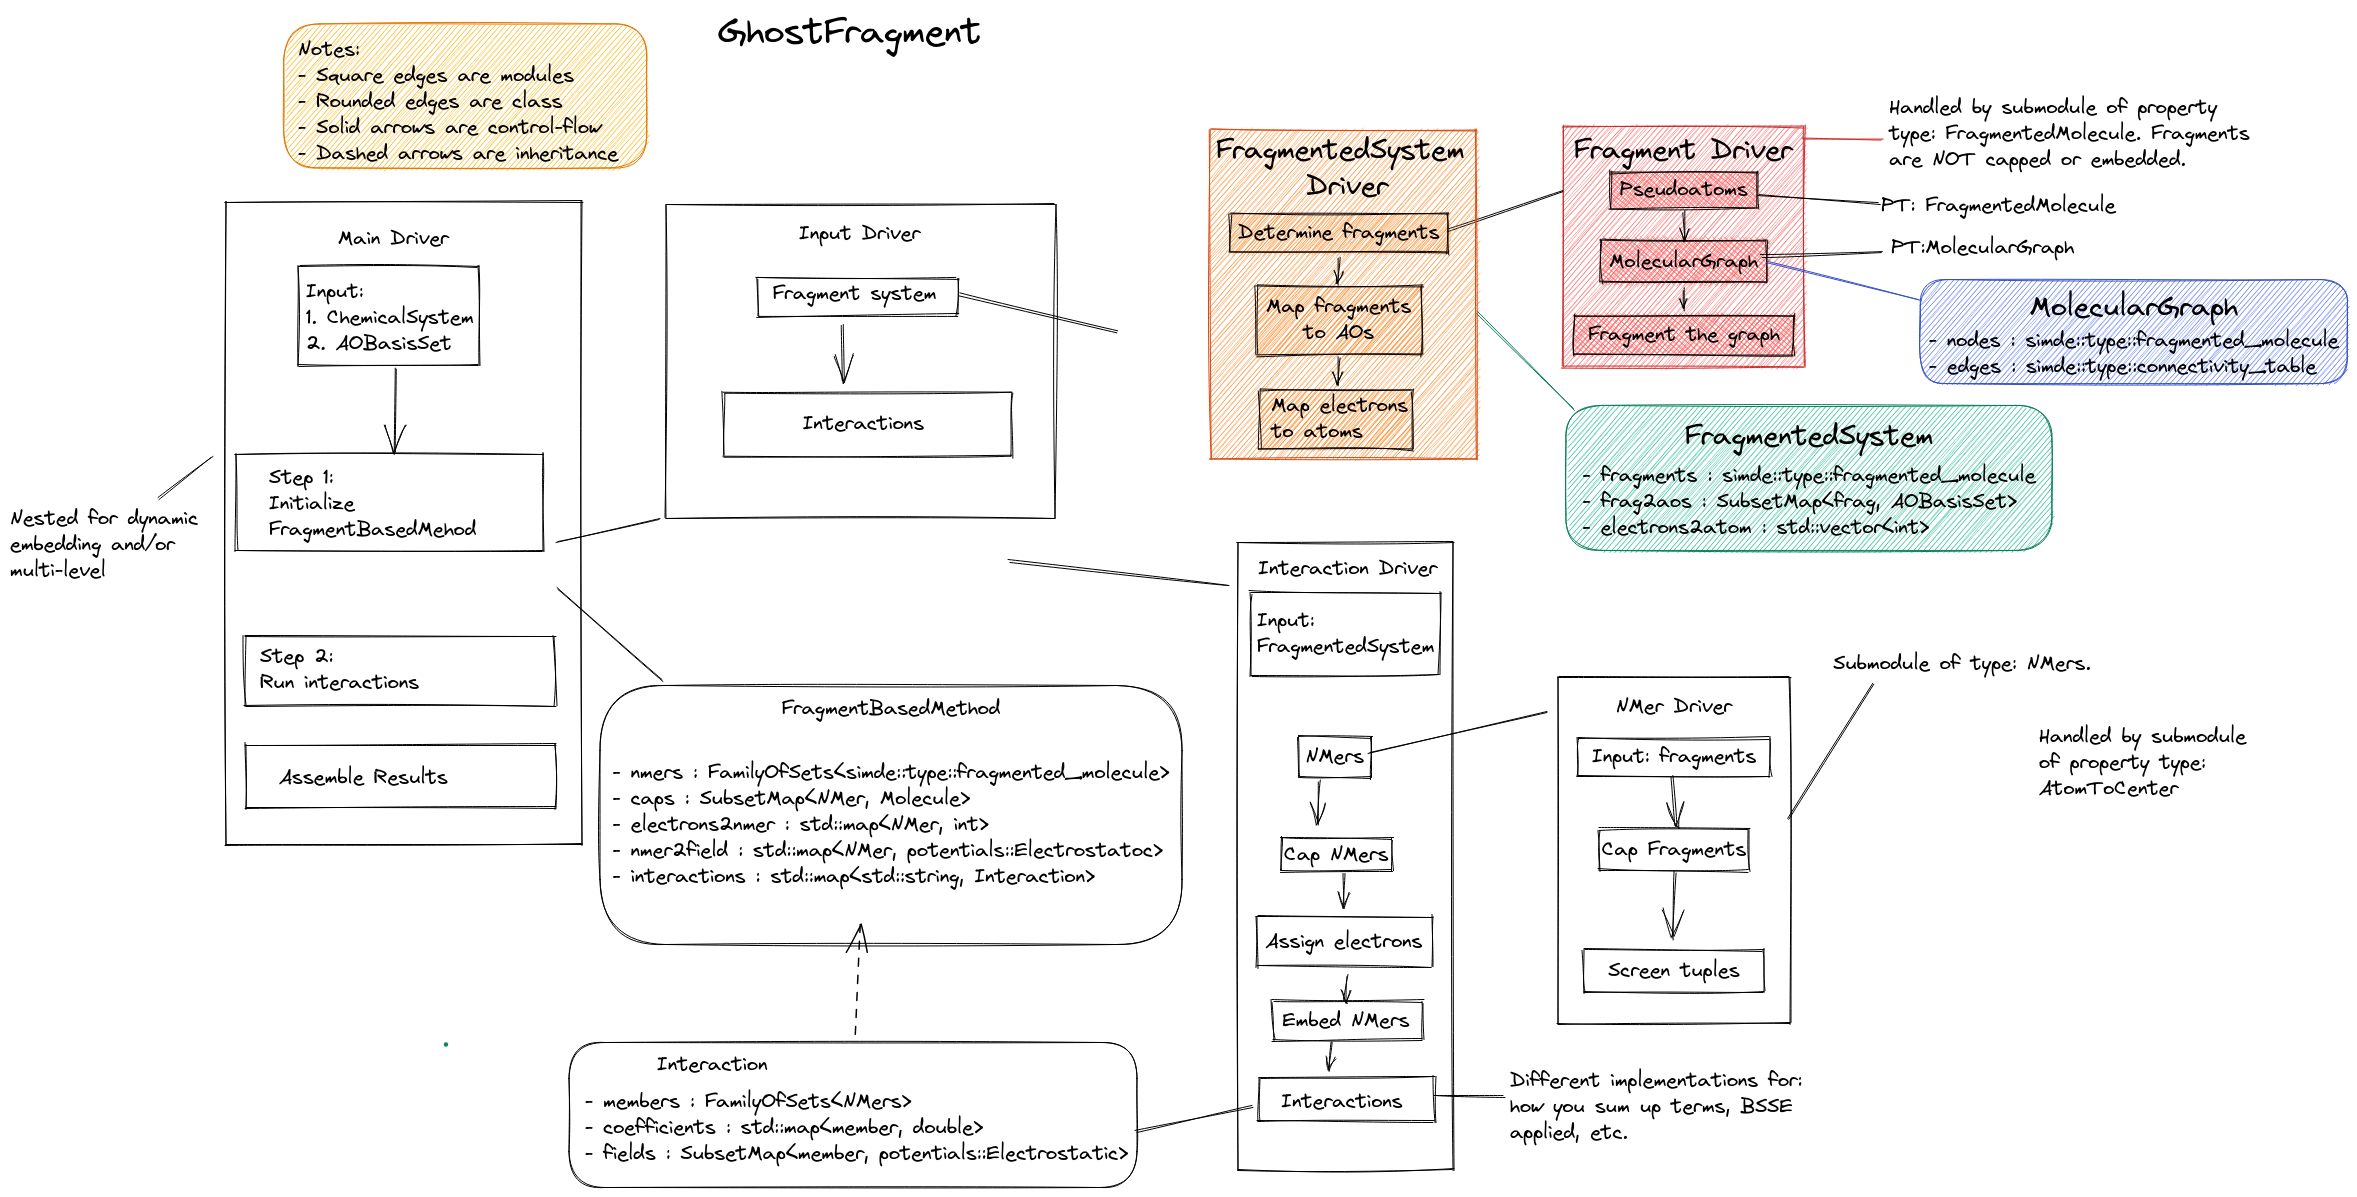 GhostFragment
Notes:
- Square edges are modules
- Rounded edges are class
- Solid arrows are control-flow
- Dashed arrows are inheritance
Main Driver
Input:
1. ChemicalSystem
2. AOBasisSet
Step 1:
Initialize
FragmentBasedMehod
Step 2:
Run interactions
Assemble Results
Nested for dynamic
embedding and/or
multi-level
Input Driver
Fragment system
Interactions
FragmentedSystem
Driver
Determine fragments
Map fragments
to AOs
Map electrons
to atoms
Fragment Driver
Pseudoatoms
MolecularGraph
Fragment the graph
Handled by submodule of property
type: FragmentedMolecule. Fragments
are NOT capped or embedded.
PT: FragmentedMolecule
PT:MolecularGraph
MolecularGraph
- nodes : simde::type::fragmented_molecule
- edges : simde::type::connectivity_table
FragmentedSystem
- fragments : simde::type::fragmented_molecule
- frag2aos : SubsetMap<frag, AOBasisSet>
- electrons2atom : std::vector<int>
FragmentBasedMethod
- nmers : FamilyOfSets<simde::type::fragmented_molecule>
- caps : SubsetMap<NMer, Molecule>
- electrons2nmer : std::map<NMer, int>
- nmer2field : std::map<NMer, potentials::Electrostatoc>
- interactions : std::map<std::string, Interaction>
Interaction
- members : FamilyOfSets<NMers>
- coefficients : std::map<member, double>
- fields : SubsetMap<member, potentials::Electrostatic>
Interaction Driver
Input:
FragmentedSystem
NMers
Cap NMers
Assign electrons
Embed NMers
Interactions
NMer Driver
Input: fragments
Cap Fragments
Screen tuples
Submodule of type: NMers.
Handled by submodule
of property type:
AtomToCenter
Different implementations for:
how you sum up terms, BSSE
applied, etc.